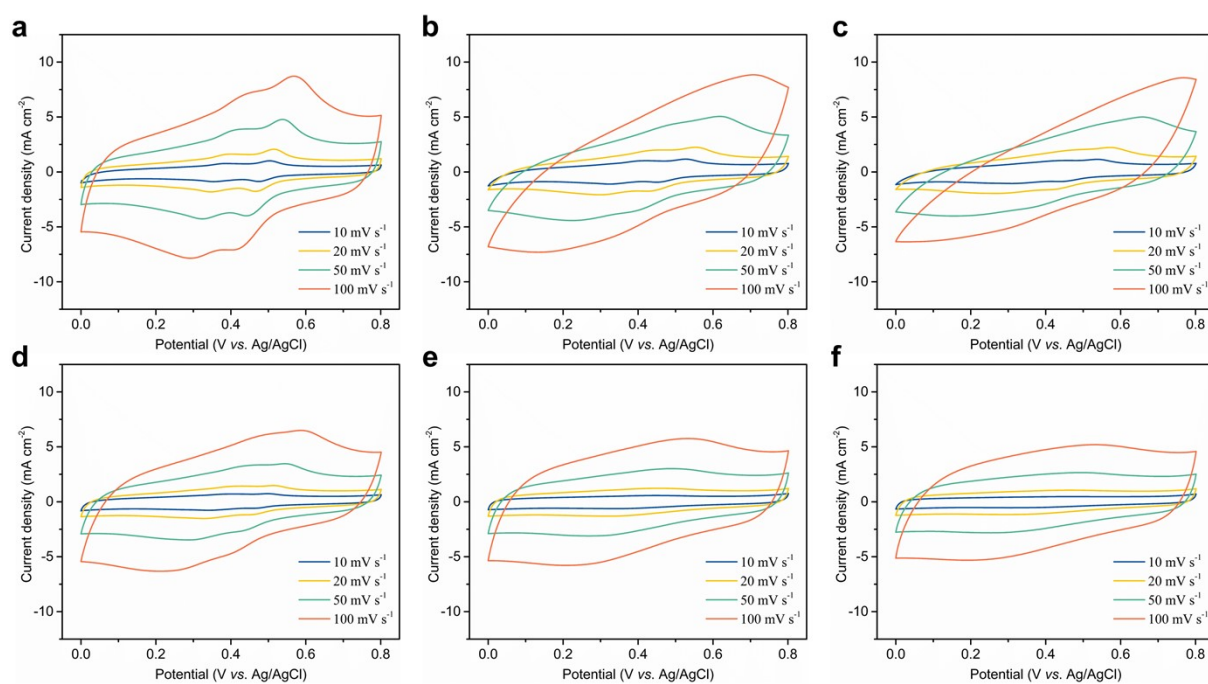 a
10
5
0
-5
-10
Current density (mA cm⁻²)
10 mV s⁻¹
20 mV s⁻¹
50 mV s⁻¹
100 mV s⁻¹
0.0 0.2 0.4 0.6 0.8
Potential (V vs. Ag/AgCl)
b
10
5
0
-5
-10
Current density (mA cm⁻²)
10 mV s⁻¹
20 mV s⁻¹
50 mV s⁻¹
100 mV s⁻¹
0.0 0.2 0.4 0.6 0.8
Potential (V vs. Ag/AgCl)
c
10
5
0
-5
-10
Current density (mA cm⁻²)
10 mV s⁻¹
20 mV s⁻¹
50 mV s⁻¹
100 mV s⁻¹
0.0 0.2 0.4 0.6 0.8
Potential (V vs. Ag/AgCl)
d
10
5
0
-5
-10
Current density (mA cm⁻²)
10 mV s⁻¹
20 mV s⁻¹
50 mV s⁻¹
100 mV s⁻¹
0.0 0.2 0.4 0.6 0.8
Potential (V vs. Ag/AgCl)
e
10
5
0
-5
-10
Current density (mA cm⁻²)
10 mV s⁻¹
20 mV s⁻¹
50 mV s⁻¹
100 mV s⁻¹
0.0 0.2 0.4 0.6 0.8
Potential (V vs. Ag/AgCl)
f
10
5
0
-5
-10
Current density (mA cm⁻²)
10 mV s⁻¹
20 mV s⁻¹
50 mV s⁻¹
100 mV s⁻¹
0.0 0.2 0.4 0.6 0.8
Potential (V vs. Ag/AgCl)